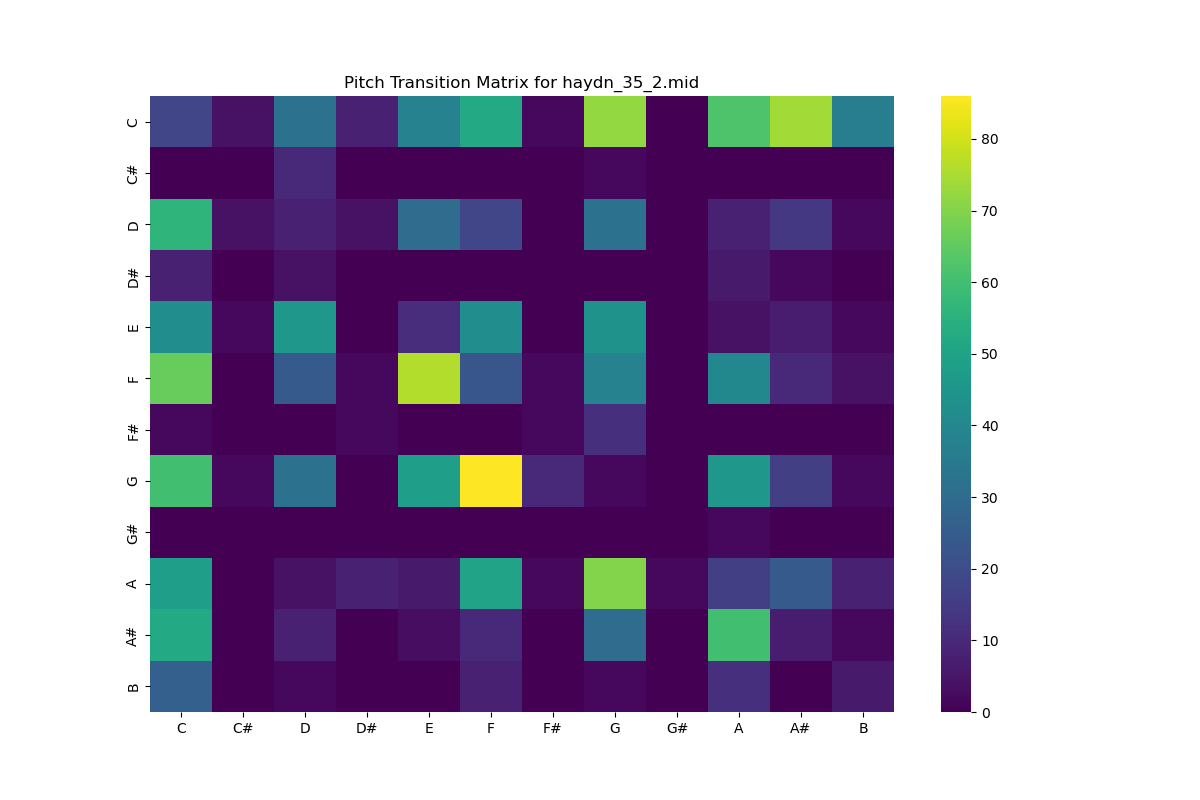 Pitch Transition Matrix for haydn_35_2.mid
C
C#
D
D#
E
F
F#
G
G#
A
A#
B
C C# D D# E F F# G G# A A# B
80
70
60
50
40
30
20
10
0